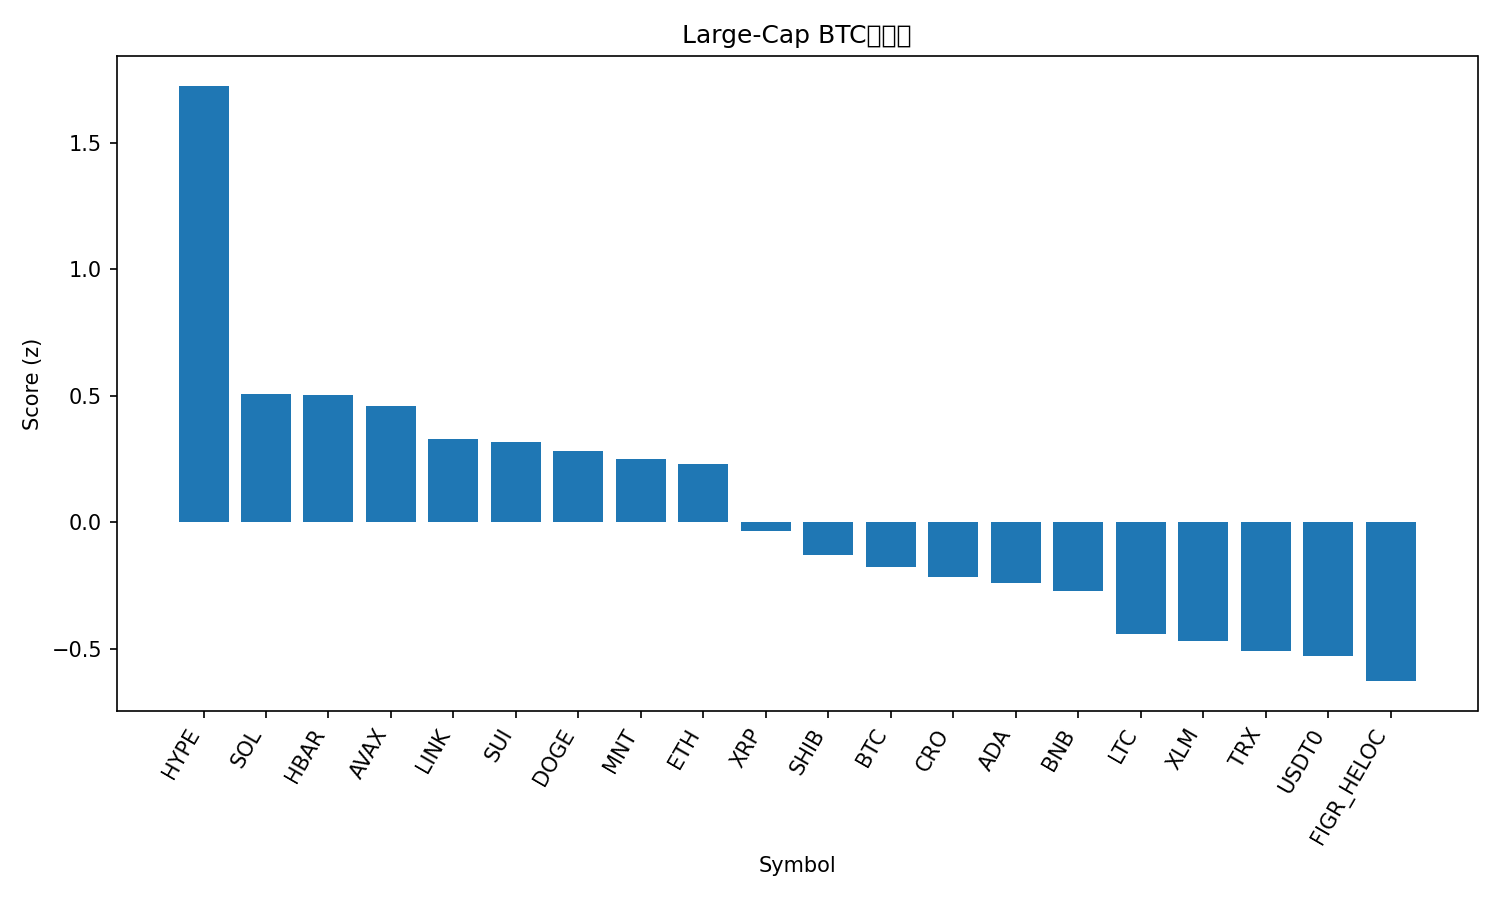 Large-Cap BTC
Score (z)
1.5
1.0
0.5
0.0
−0.5
HYPE
SOL
HBAR
AVAX
LINK
SUI
DOGE
MNT
ETH
XRP
SHIB
BTC
CRO
ADA
BNB
LTC
XLM
TRX
USDT0
FIGR_HELOC
Symbol